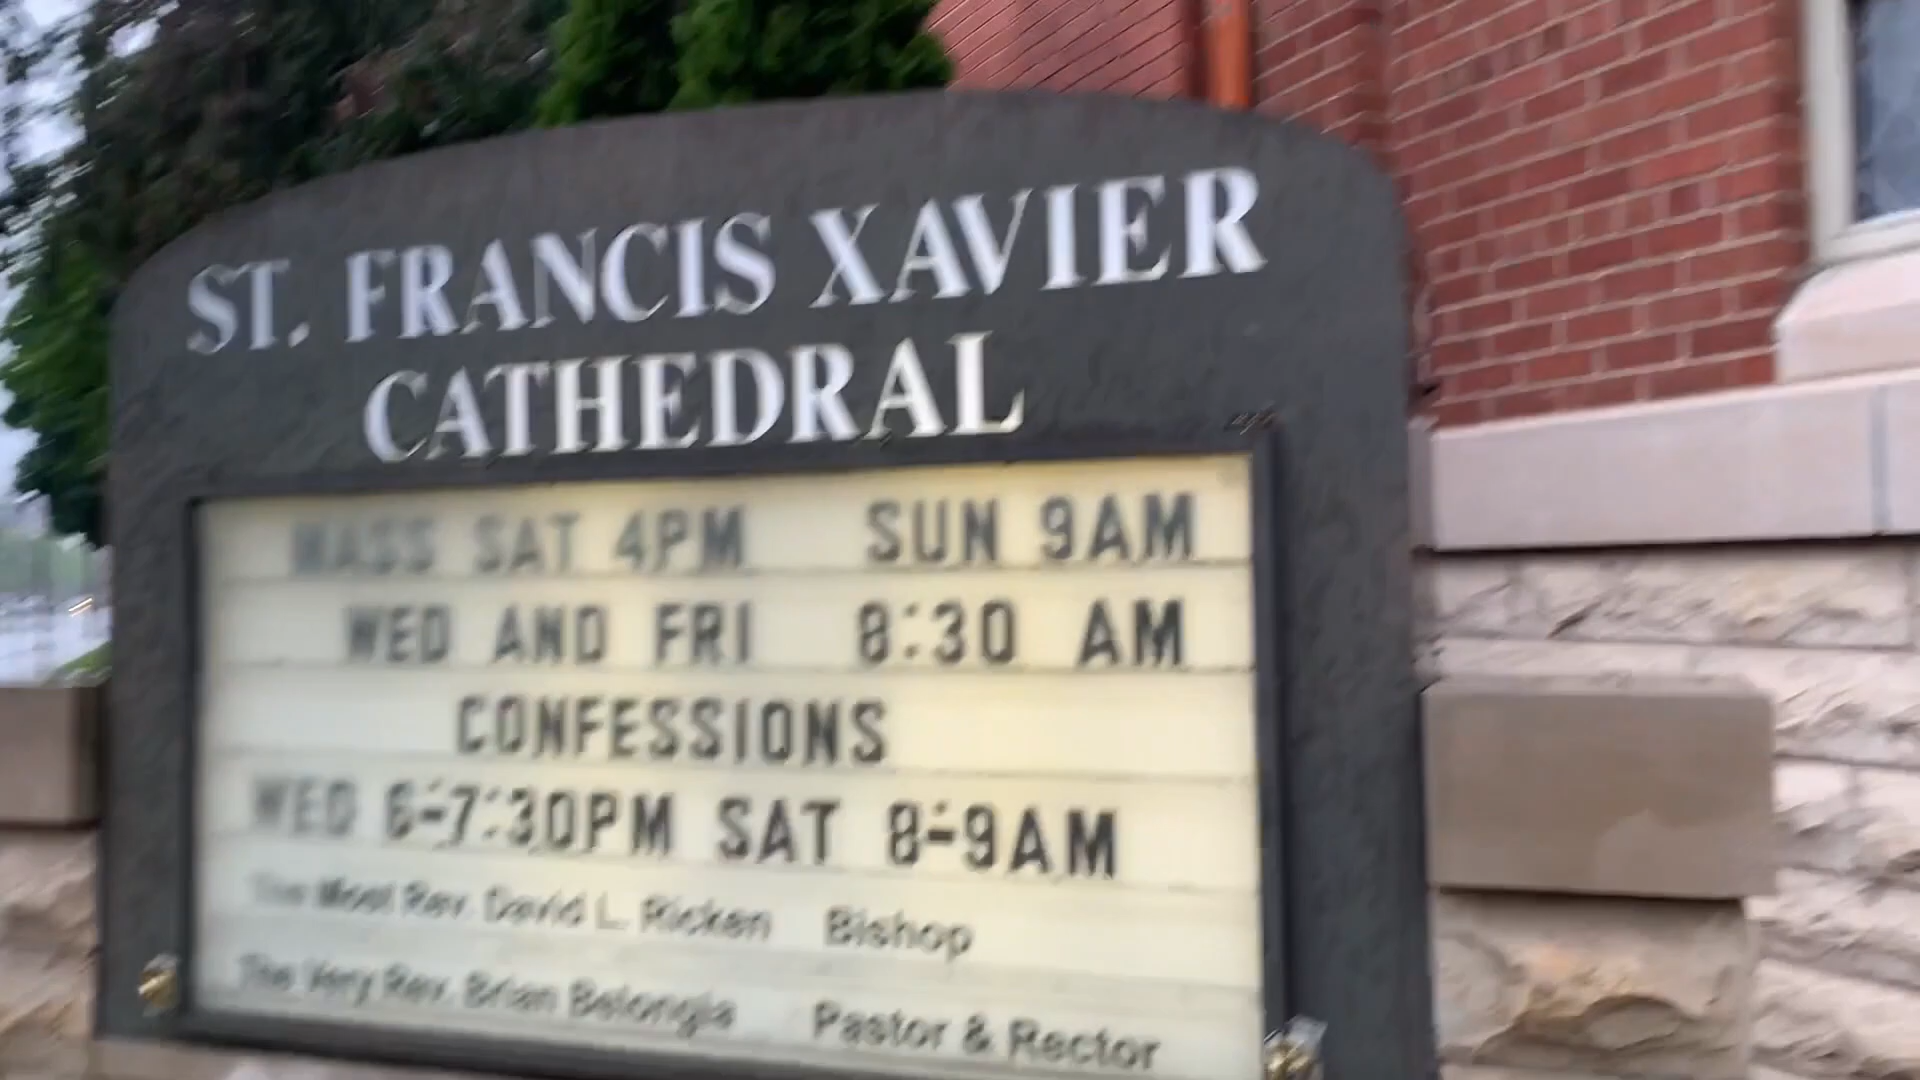 ST. FRANCIS XAVIER
CATHEDRAL
MASS SAT 4PM SUN 9AM
WED AND FRI 8:30 AM
CONFESSIONS
WED 6-7:30PM SAT 8-9AM
The Most Rev. David L. Ricken Bishop
The Very Rev. Brian Belongia Pastor & Rector